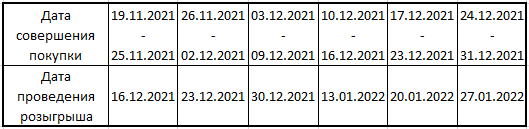 Дата совершения покупки | 19.11.2021 - 25.11.2021 | 26.11.2021 - 02.12.2021 | 03.12.2021 - 09.12.2021 | 10.12.2021 - 16.12.2021 | 17.12.2021 - 23.12.2021 | 24.12.2021 - 31.12.2021
Дата проведения розыгрыша | 16.12.2021 | 23.12.2021 | 30.12.2021 | 13.01.2022 | 20.01.2022 | 27.01.2022